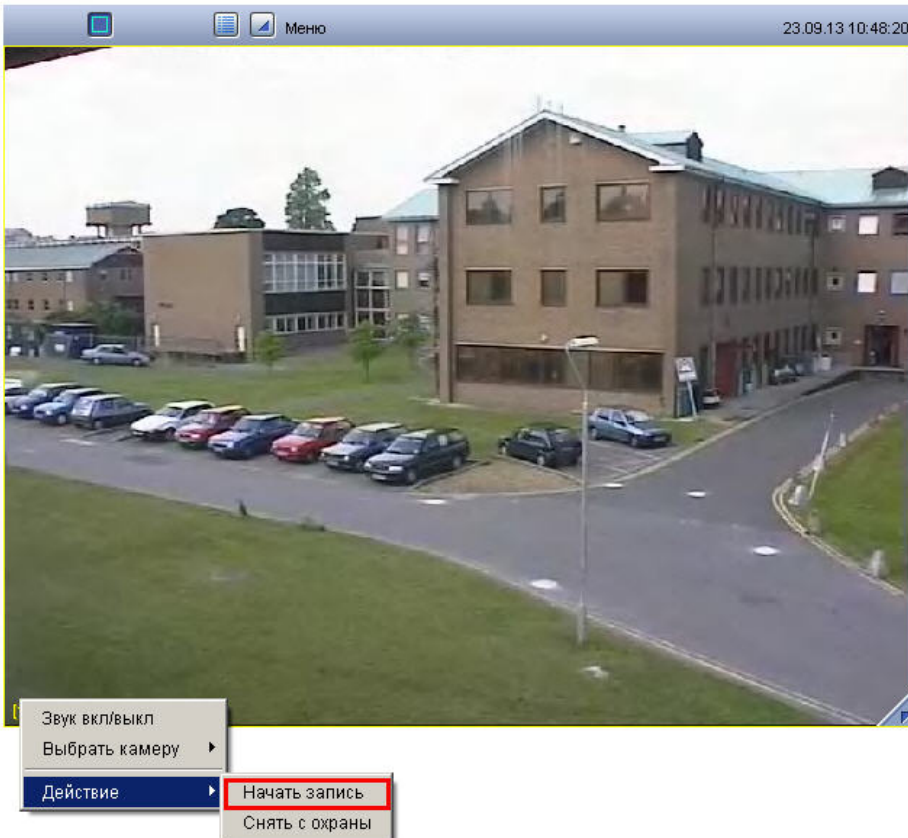 Меню
23.09.13 10:48:20
Звук вкл/выкл
Выбрать камеру
Действие
Начать запись
Снять с охраны